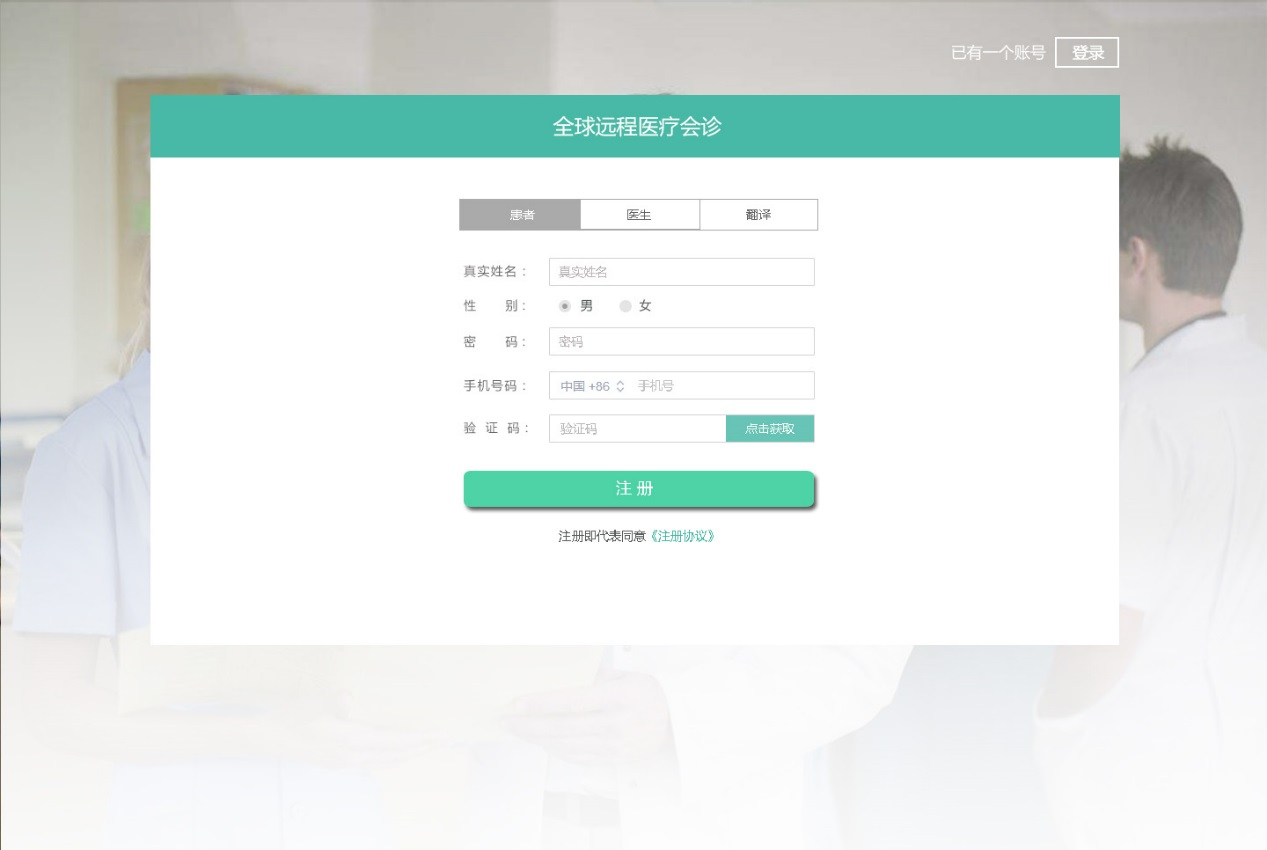 已有一个账号 登录
全球远程医疗会诊
患者 医生 翻译
真实姓名： 真实姓名
性 别： 男 女
密 码： 密码
手机号码： 中国 +86 手机号
验 证 码： 验证码 点击获取
注 册
注册即代表同意《注册协议》